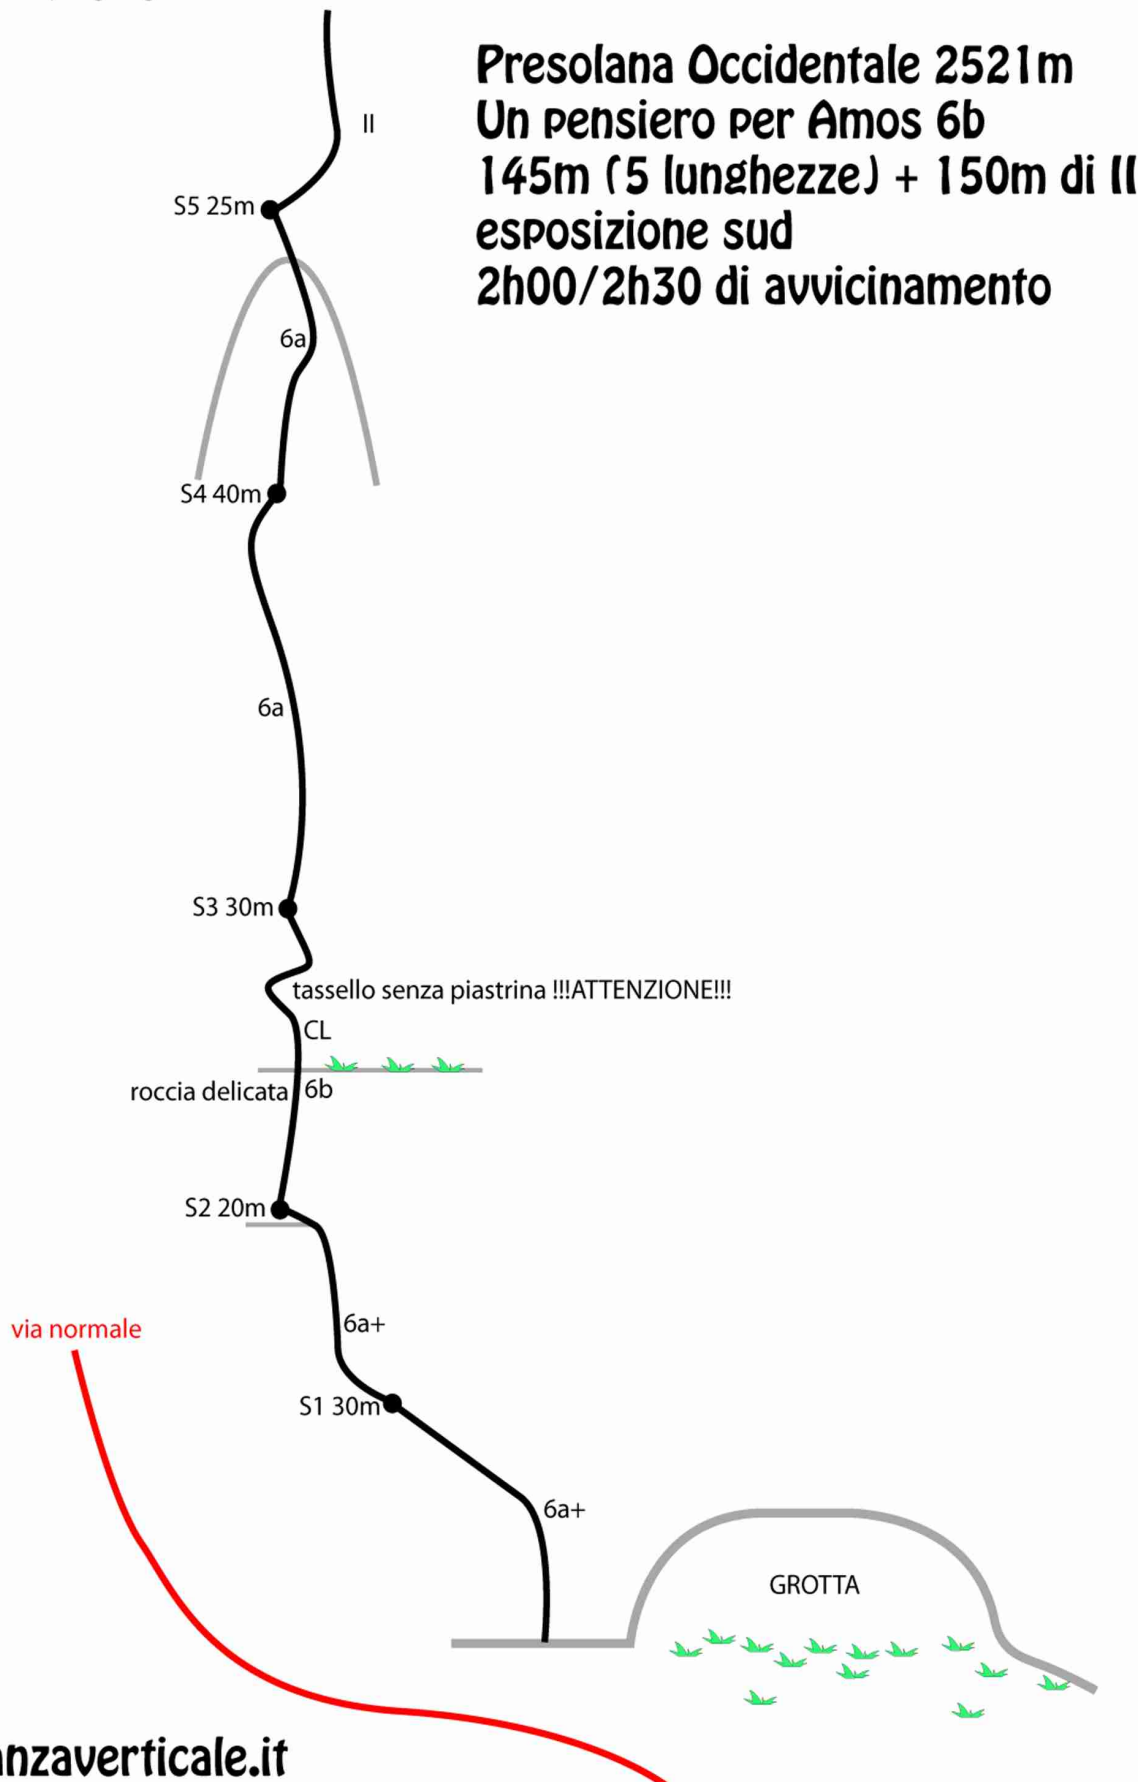 Presolana Occidentale 2521m
Un pensiero per Amos 6b
145m (5 lunghezze) + 150m di II
esposizione sud
2h00/2h30 di avvicinamento
II
S5 25m
6a
S4 40m
6a
S3 30m
tassello senza piastrina !!!ATTENZIONE!!!
CL
roccia delicata
6b
S2 20m
6a+
via normale
S1 30m
6a+
GROTTA
nzaverticale.it